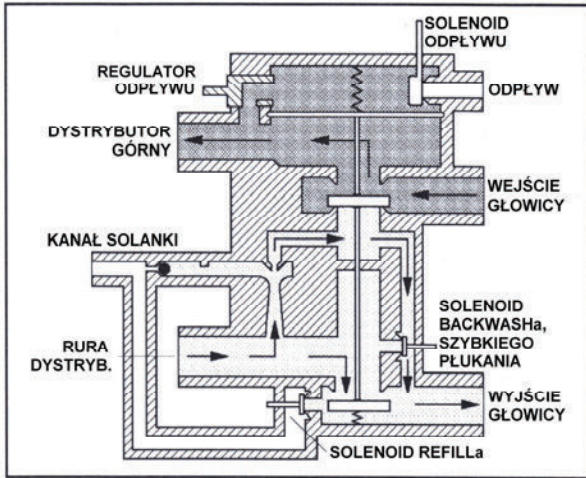 SOLENOID
ODPŁYWU
REGULATOR
ODPŁYWU
ODPŁYW
DYSTRYBUTOR
GÓRNY
WEJŚCIE
GŁOWICY
KANAŁ SOLANKI
SOLENOID
BACKWASHa,
SZYBKIEGO
PŁUKANIA
RURA
DYSTRYB.
WYJŚCIE
GŁOWICY
SOLENOID REFILLa